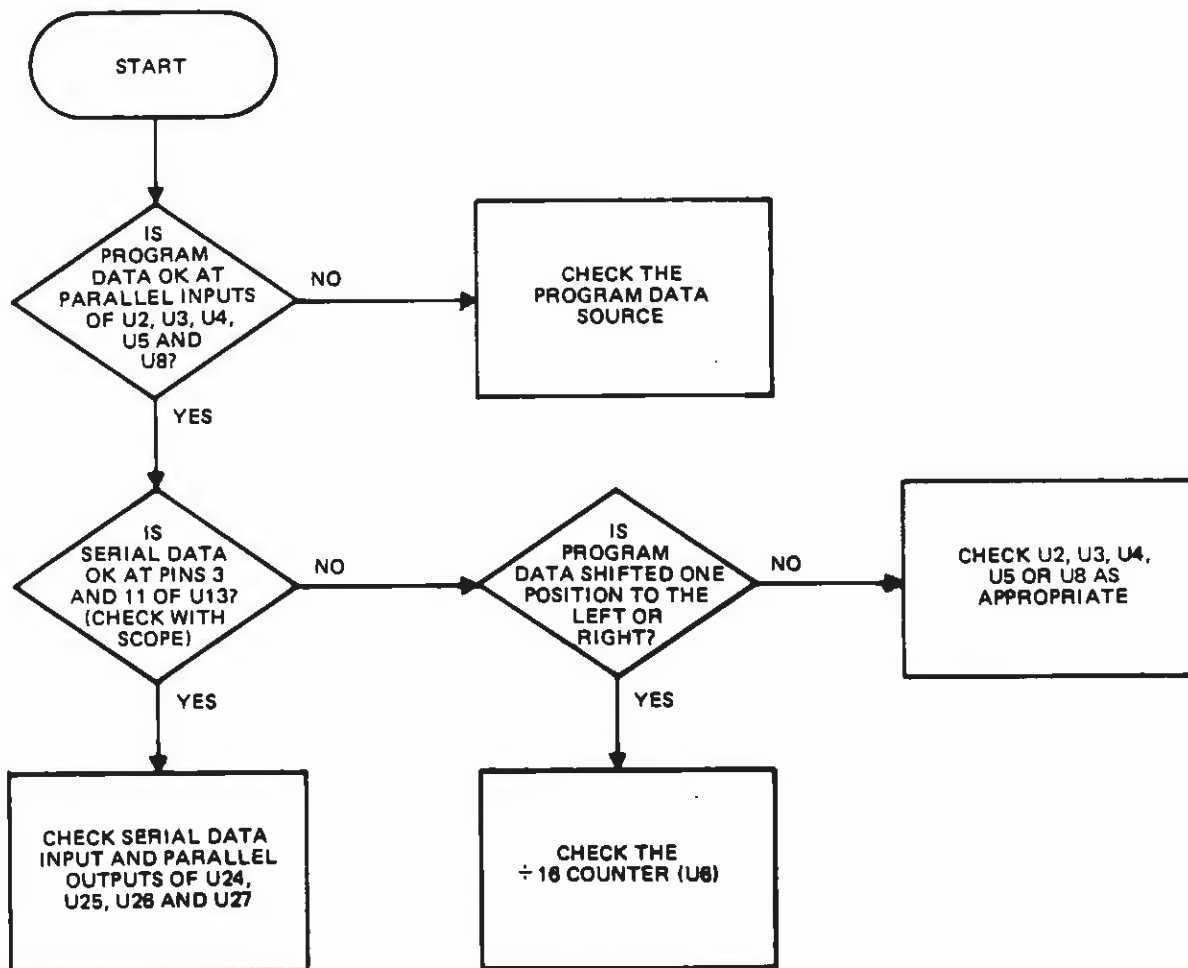 START
IS
PROGRAM
DATA OK AT
PARALLEL INPUTS
OF U2, U3, U4,
U5 AND
U8?
NO
CHECK THE
PROGRAM DATA
SOURCE
YES
IS
SERIAL DATA
OK AT PINS 3
AND 11 OF U13?
(CHECK WITH
SCOPE)
NO
IS
PROGRAM
DATA SHIFTED ONE
POSITION TO THE
LEFT OR
RIGHT?
NO
CHECK U2, U3, U4,
U5 OR U8 AS
APPROPRIATE
YES
YES
CHECK SERIAL DATA
INPUT AND PARALLEL
OUTPUTS OF U24,
U25, U26 AND U27
CHECK THE
÷16 COUNTER (U6)